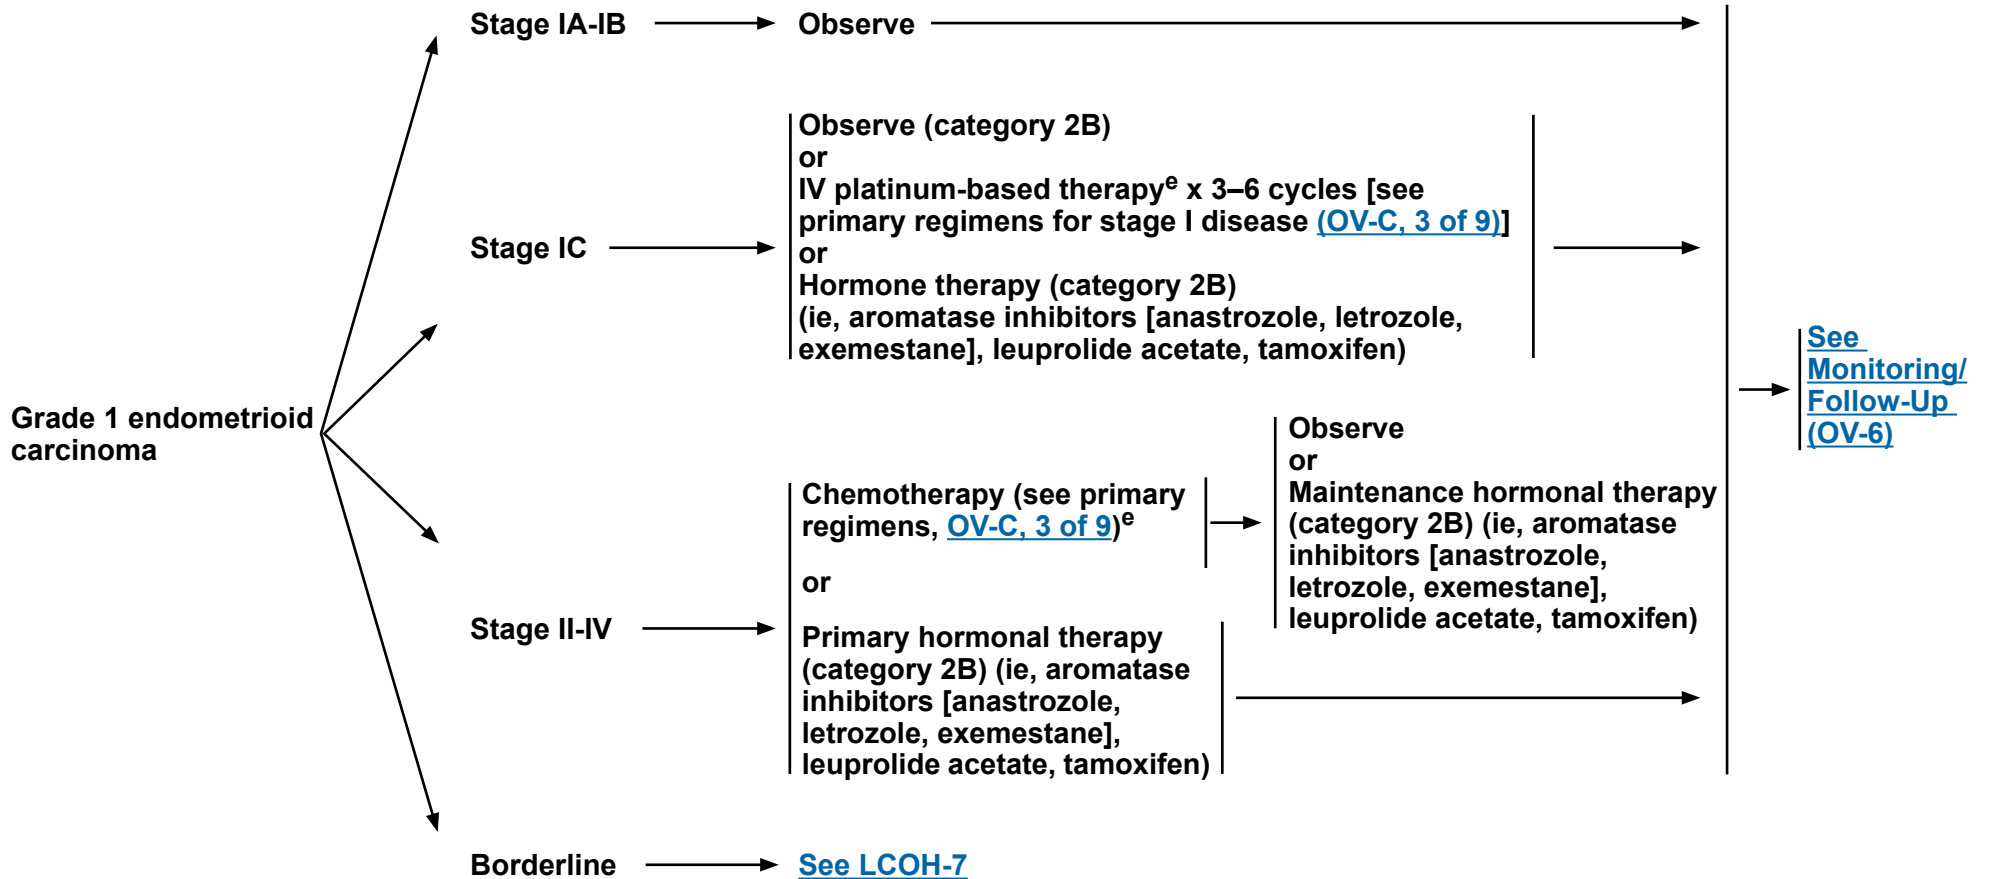 Grade 1 endometrioid
carcinoma
Stage IA-IB
Observe
Stage IC
Observe (category 2B)
or
IV platinum-based therapyᵉ x 3–6 cycles [see
primary regimens for stage I disease (OV-C, 3 of 9)]
or
Hormone therapy (category 2B)
(ie, aromatase inhibitors [anastrozole, letrozole,
exemestane], leuprolide acetate, tamoxifen)
Stage II-IV
Chemotherapy (see primary
regimens, OV-C, 3 of 9)ᵉ
or
Primary hormonal therapy
(category 2B) (ie, aromatase
inhibitors [anastrozole,
letrozole, exemestane],
leuprolide acetate, tamoxifen)
Observe
or
Maintenance hormonal therapy
(category 2B) (ie, aromatase
inhibitors [anastrozole,
letrozole, exemestane],
leuprolide acetate, tamoxifen)
Borderline
See LCOH-7
See
Monitoring/
Follow-Up
(OV-6)